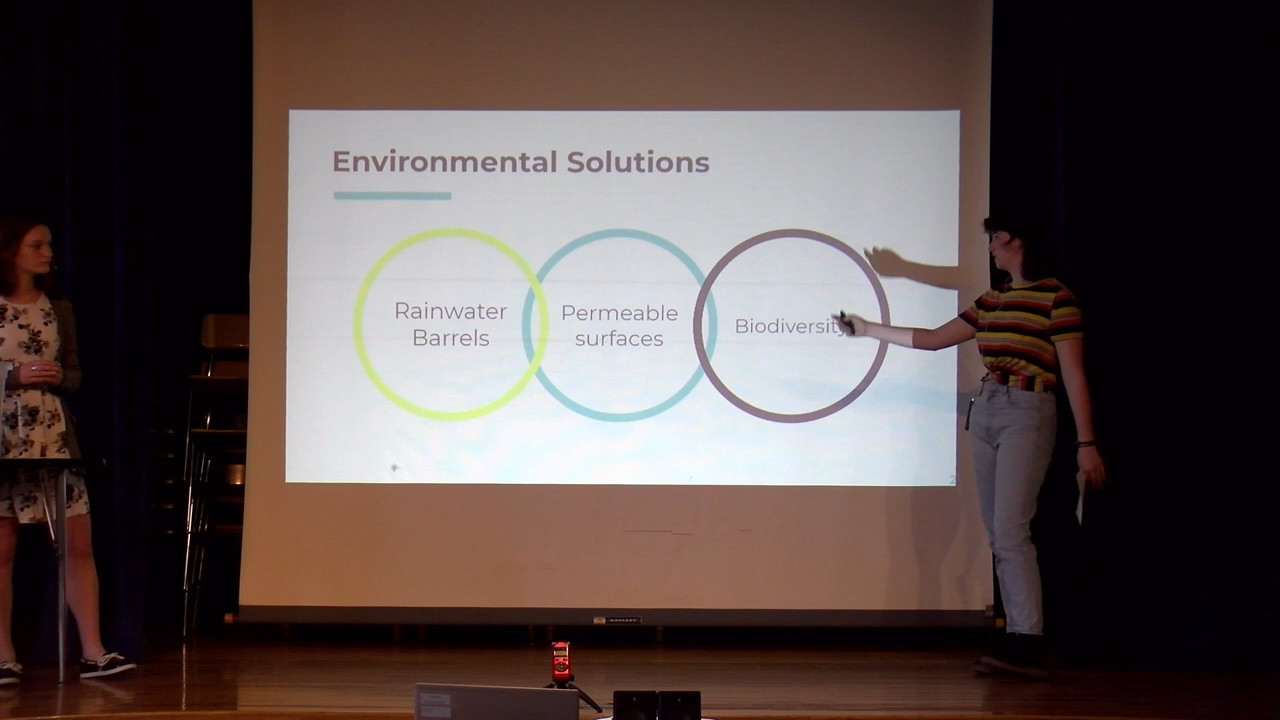 Environmental Solutions
Rainwater
Barrels
Permeable
surfaces
Biodiversity